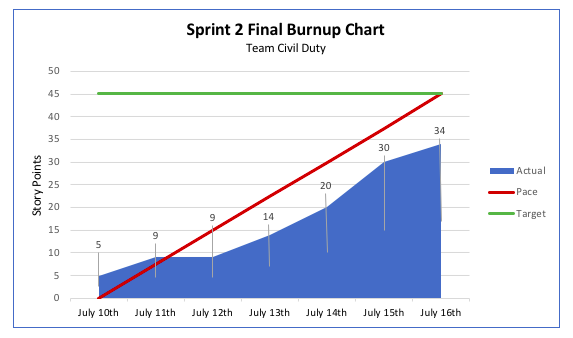 Sprint 2 Final Burnup Chart
Team Civil Duty
Story Points
50
45
40
35
30
25
20
15
10
5
0
5
9
9
14
20
30
34
July 10th
July 11th
July 12th
July 13th
July 14th
July 15th
July 16th
Actual
Pace
Target